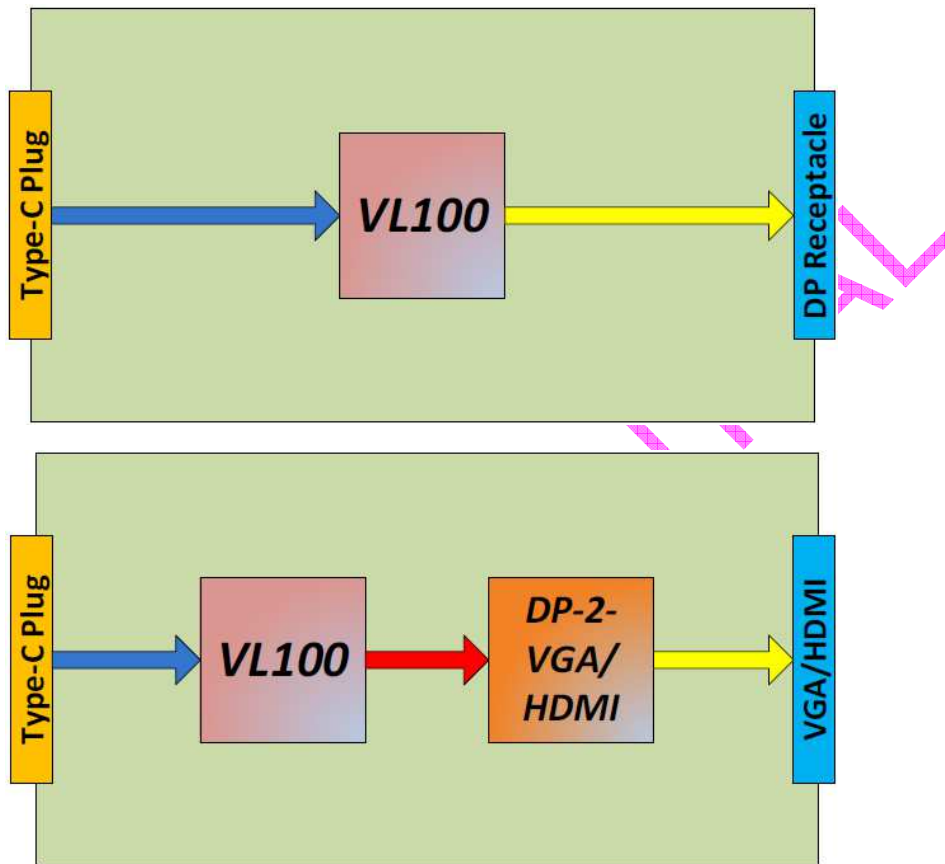 Type-C Plug
VL100
DP Receptacle
Type-C Plug
VL100
DP-2-
VGA/
HDMI
VGA/HDMI